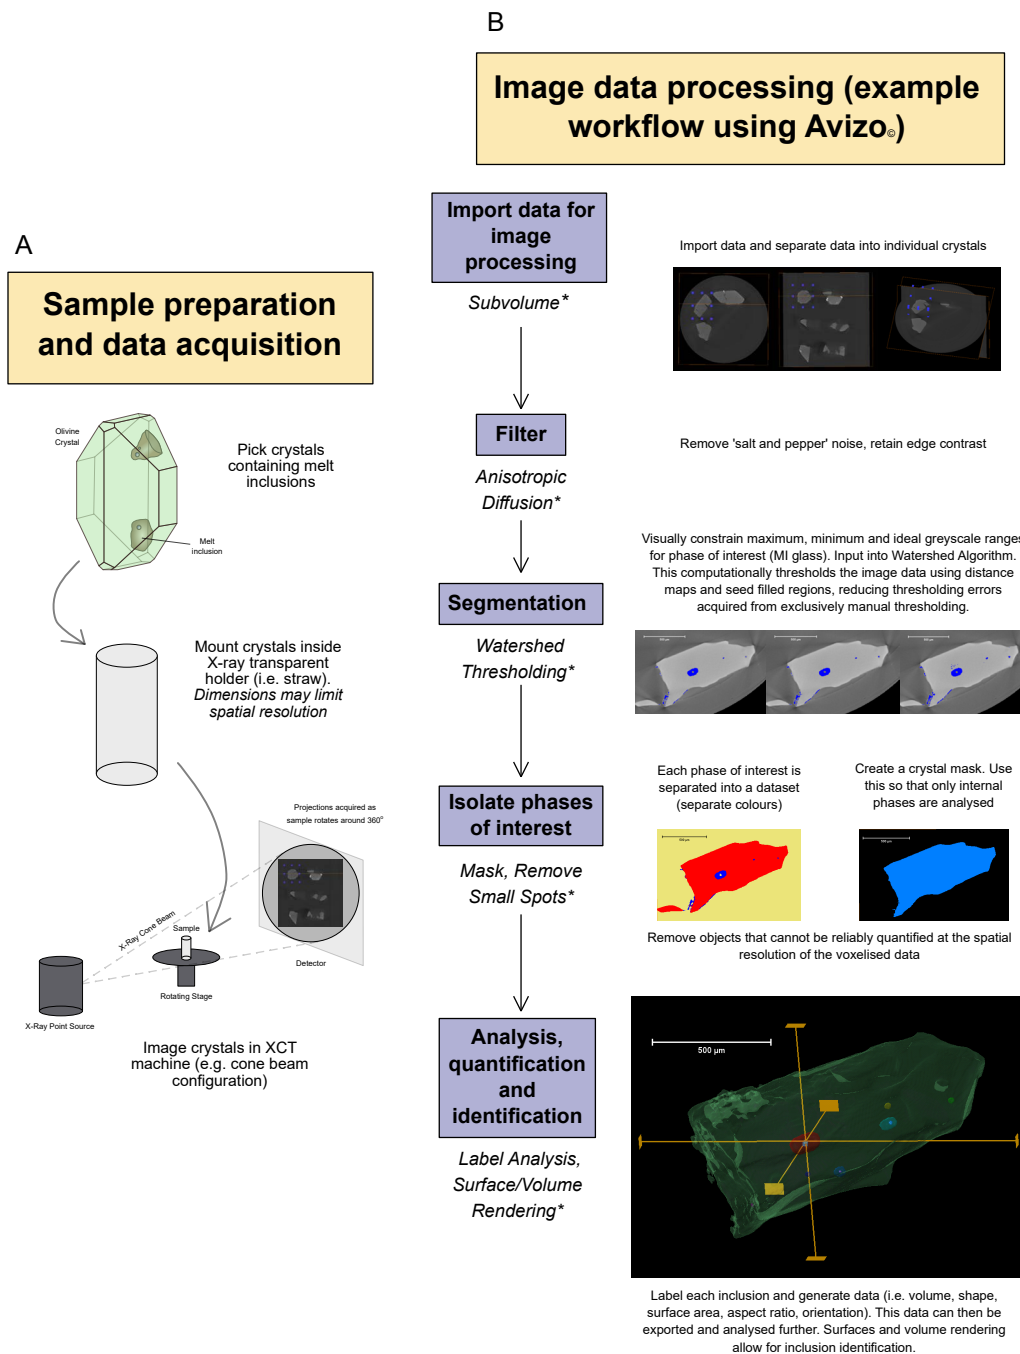 A
Sample preparation
and data acquisition
Olivine
Crystal
Pick crystals
containing melt
inclusions
Melt
inclusion
Mount crystals inside
X-ray transparent
holder (i.e. straw).
Dimensions may limit
spatial resolution
Projections acquired as
sample rotates around 360°
X-Ray Cone Beam
Sample
Detector
Rotating Stage
X-Ray Point Source
Image crystals in XCT
machine (e.g. cone beam
configuration)
B
Image data processing (example
workflow using Avizo©)
Import data for
image
processing
Subvolume*
Import data and separate data into individual crystals
Filter
Anisotropic
Diffusion*
Remove 'salt and pepper' noise, retain edge contrast
Segmentation
Watershed
Thresholding*
Visually constrain maximum, minimum and ideal greyscale ranges
for phase of interest (MI glass). Input into Watershed Algorithm.
This computationally thresholds the image data using distance
maps and seed filled regions, reducing thresholding errors
acquired from exclusively manual thresholding.
500 µm
500 µm
500 µm
Isolate phases
of interest
Mask, Remove
Small Spots*
Each phase of interest is
separated into a dataset
(separate colours)
Create a crystal mask. Use
this so that only internal
phases are analysed
500 µm
500 µm
Remove objects that cannot be reliably quantified at the spatial
resolution of the voxelised data
Analysis,
quantification
and
identification
Label Analysis,
Surface/Volume
Rendering*
500 µm
Label each inclusion and generate data (i.e. volume, shape,
surface area, aspect ratio, orientation). This data can then be
exported and analysed further. Surfaces and volume rendering
allow for inclusion identification.